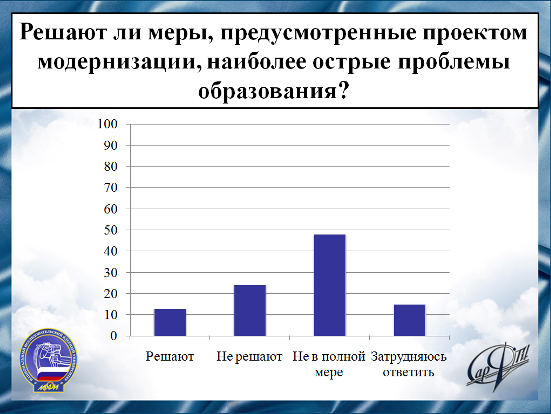 Решают ли меры, предусмотренные проектом
модернизации, наиболее острые проблемы
образования?
100
90
80
70
60
50
40
30
20
10
0
Решают
Не решают
Не в полной
мере
Затрудняюсь
ответить